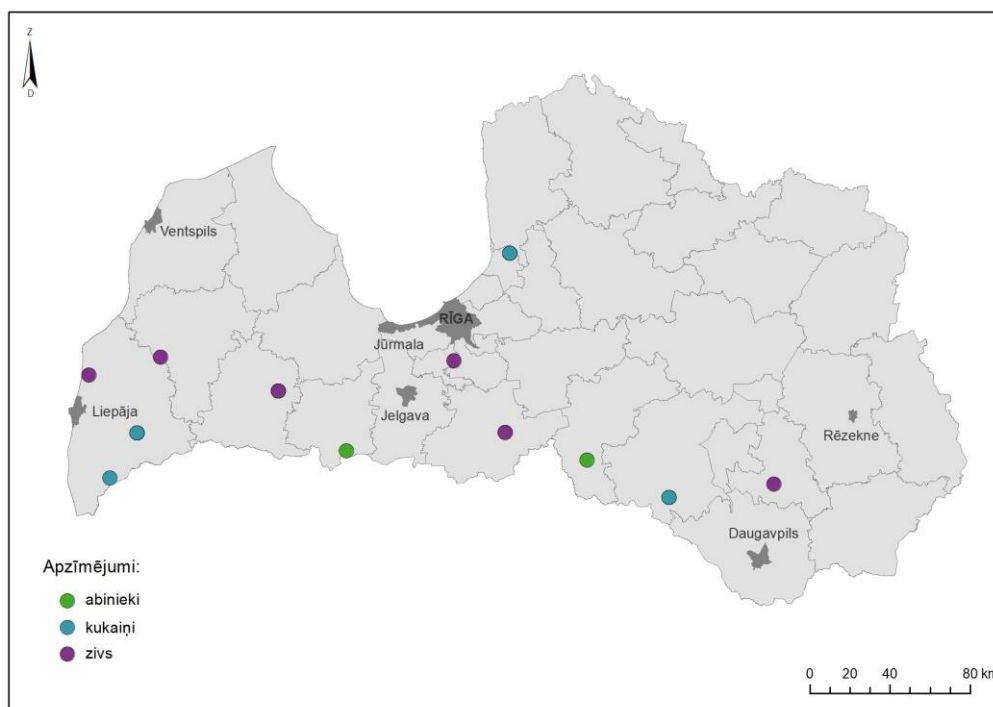 Z
D
Ventspils
RĪGA
Jūrmala
Liepāja
Jelgava
Rēzekne
Daugavpils
Apzīmējumi:
abinieki
kukaiņi
zivs
0 20 40 80 km